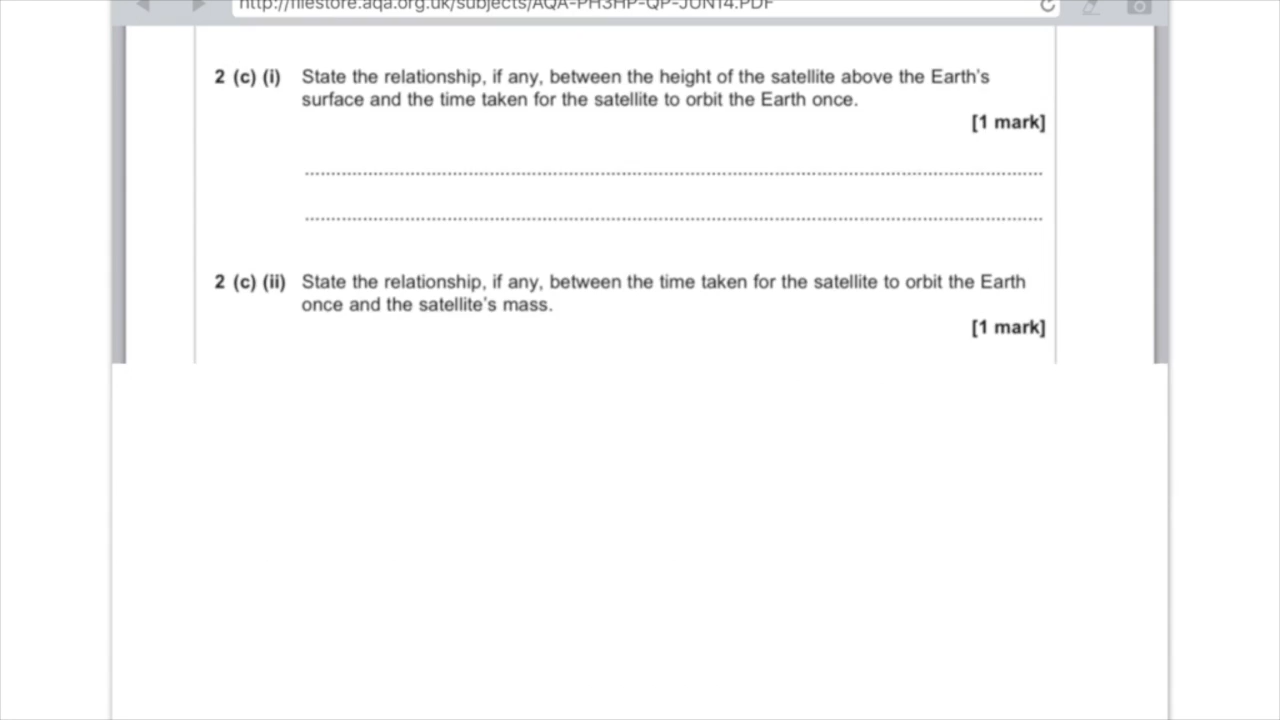 http://filestore.aqa.org.uk/subjects/AQA-PH3HP-QP-JUN14.PDF
2 (c) (i) State the relationship, if any, between the height of the satellite above the Earth's
surface and the time taken for the satellite to orbit the Earth once.
[1 mark]
2 (c) (ii) State the relationship, if any, between the time taken for the satellite to orbit the Earth
once and the satellite's mass.
[1 mark]